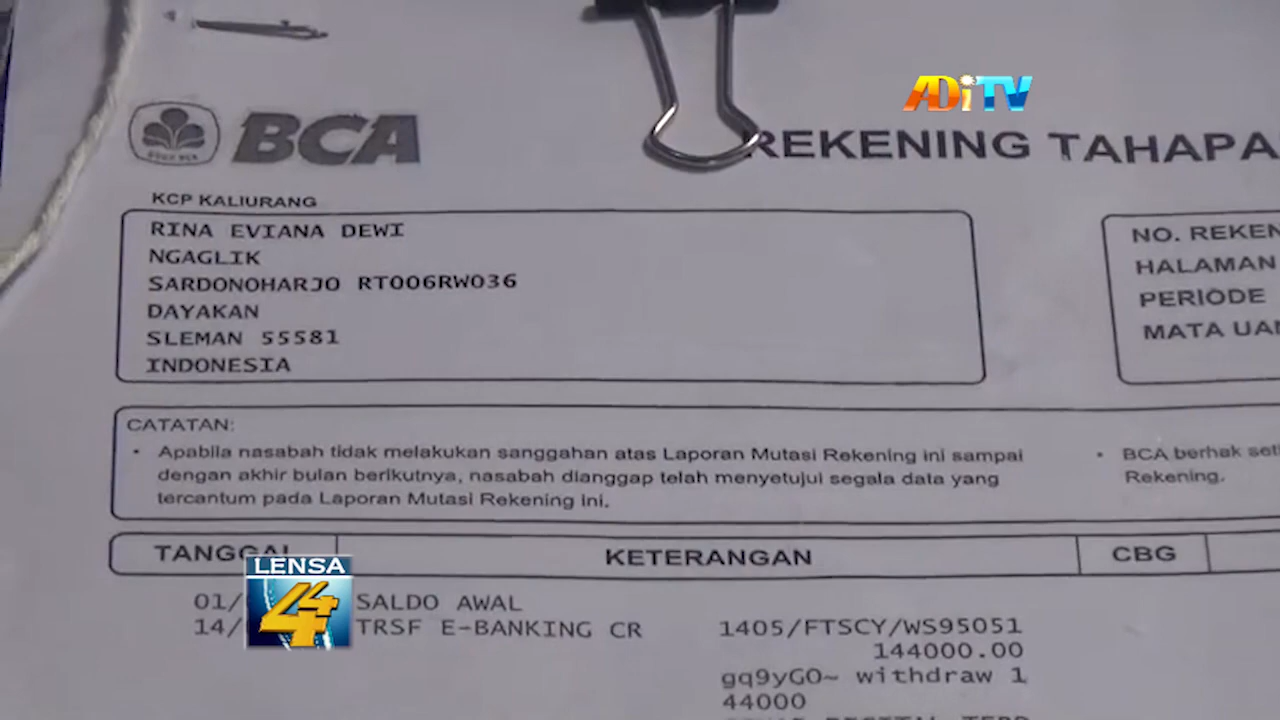 ADiTV
BCA
REKENING TAHAPA
KCP KALIURANG
RINA EVIANA DEWI
NGAGLIK
SARDONOHARJO RT006RW036
DAYAKAN
SLEMAN 55581
INDONESIA
NO. REKEN
HALAMAN
PERIODE
MATA UAN
CATATAN:
• Apabila nasabah tidak melakukan sanggahan atas Laporan Mutasi Rekening ini sampai
dengan akhir bulan berikutnya, nasabah dianggap telah menyetujui segala data yang
tercantum pada Laporan Mutasi Rekening ini.
• BCA berhak seti
Rekening.
TANGGAL KETERANGAN CBG
LENSA
44
01/ SALDO AWAL
14/ TRSF E-BANKING CR 1405/FTSCY/WS95051
144000.00
gq9yGO~ withdraw 1
44000